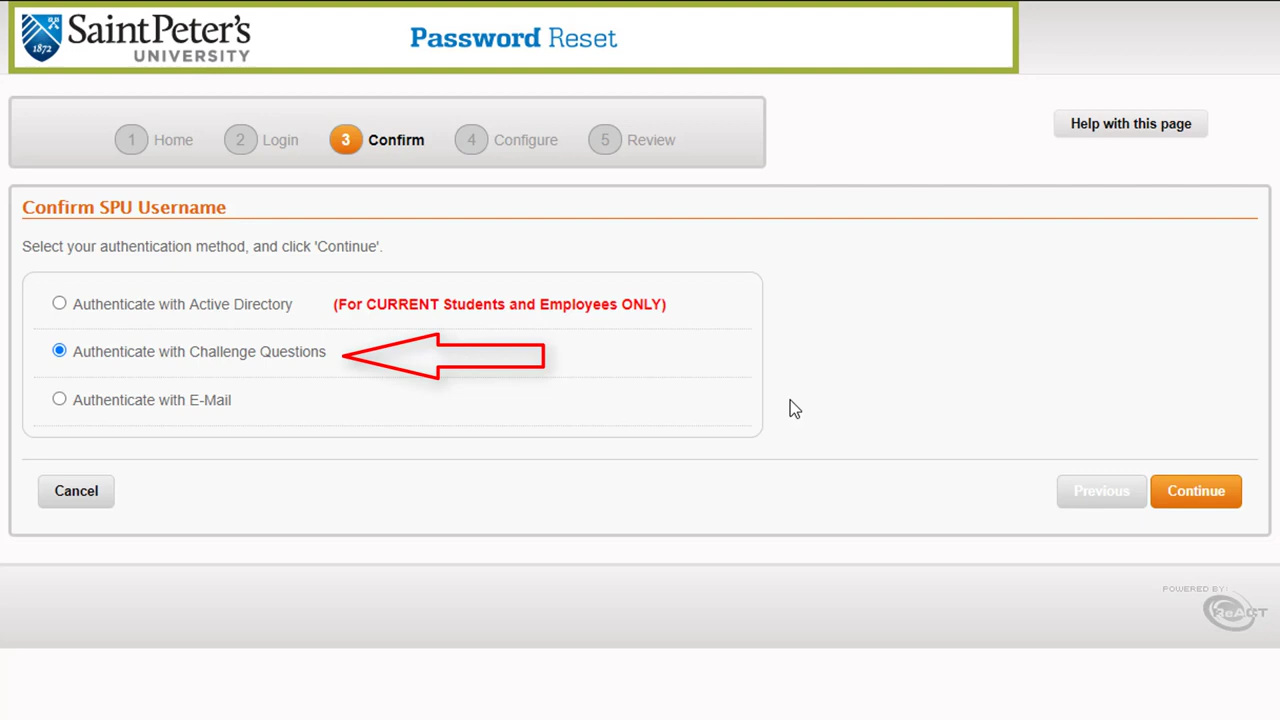 Saint Peter's
UNIVERSITY
1872
Password Reset
1 Home 2 Login 3 Confirm 4 Configure 5 Review
Help with this page
Confirm SPU Username
Select your authentication method, and click 'Continue'.
Authenticate with Active Directory (For CURRENT Students and Employees ONLY)
Authenticate with Challenge Questions
Authenticate with E-Mail
Cancel Previous Continue
POWERED BY:
ReACT